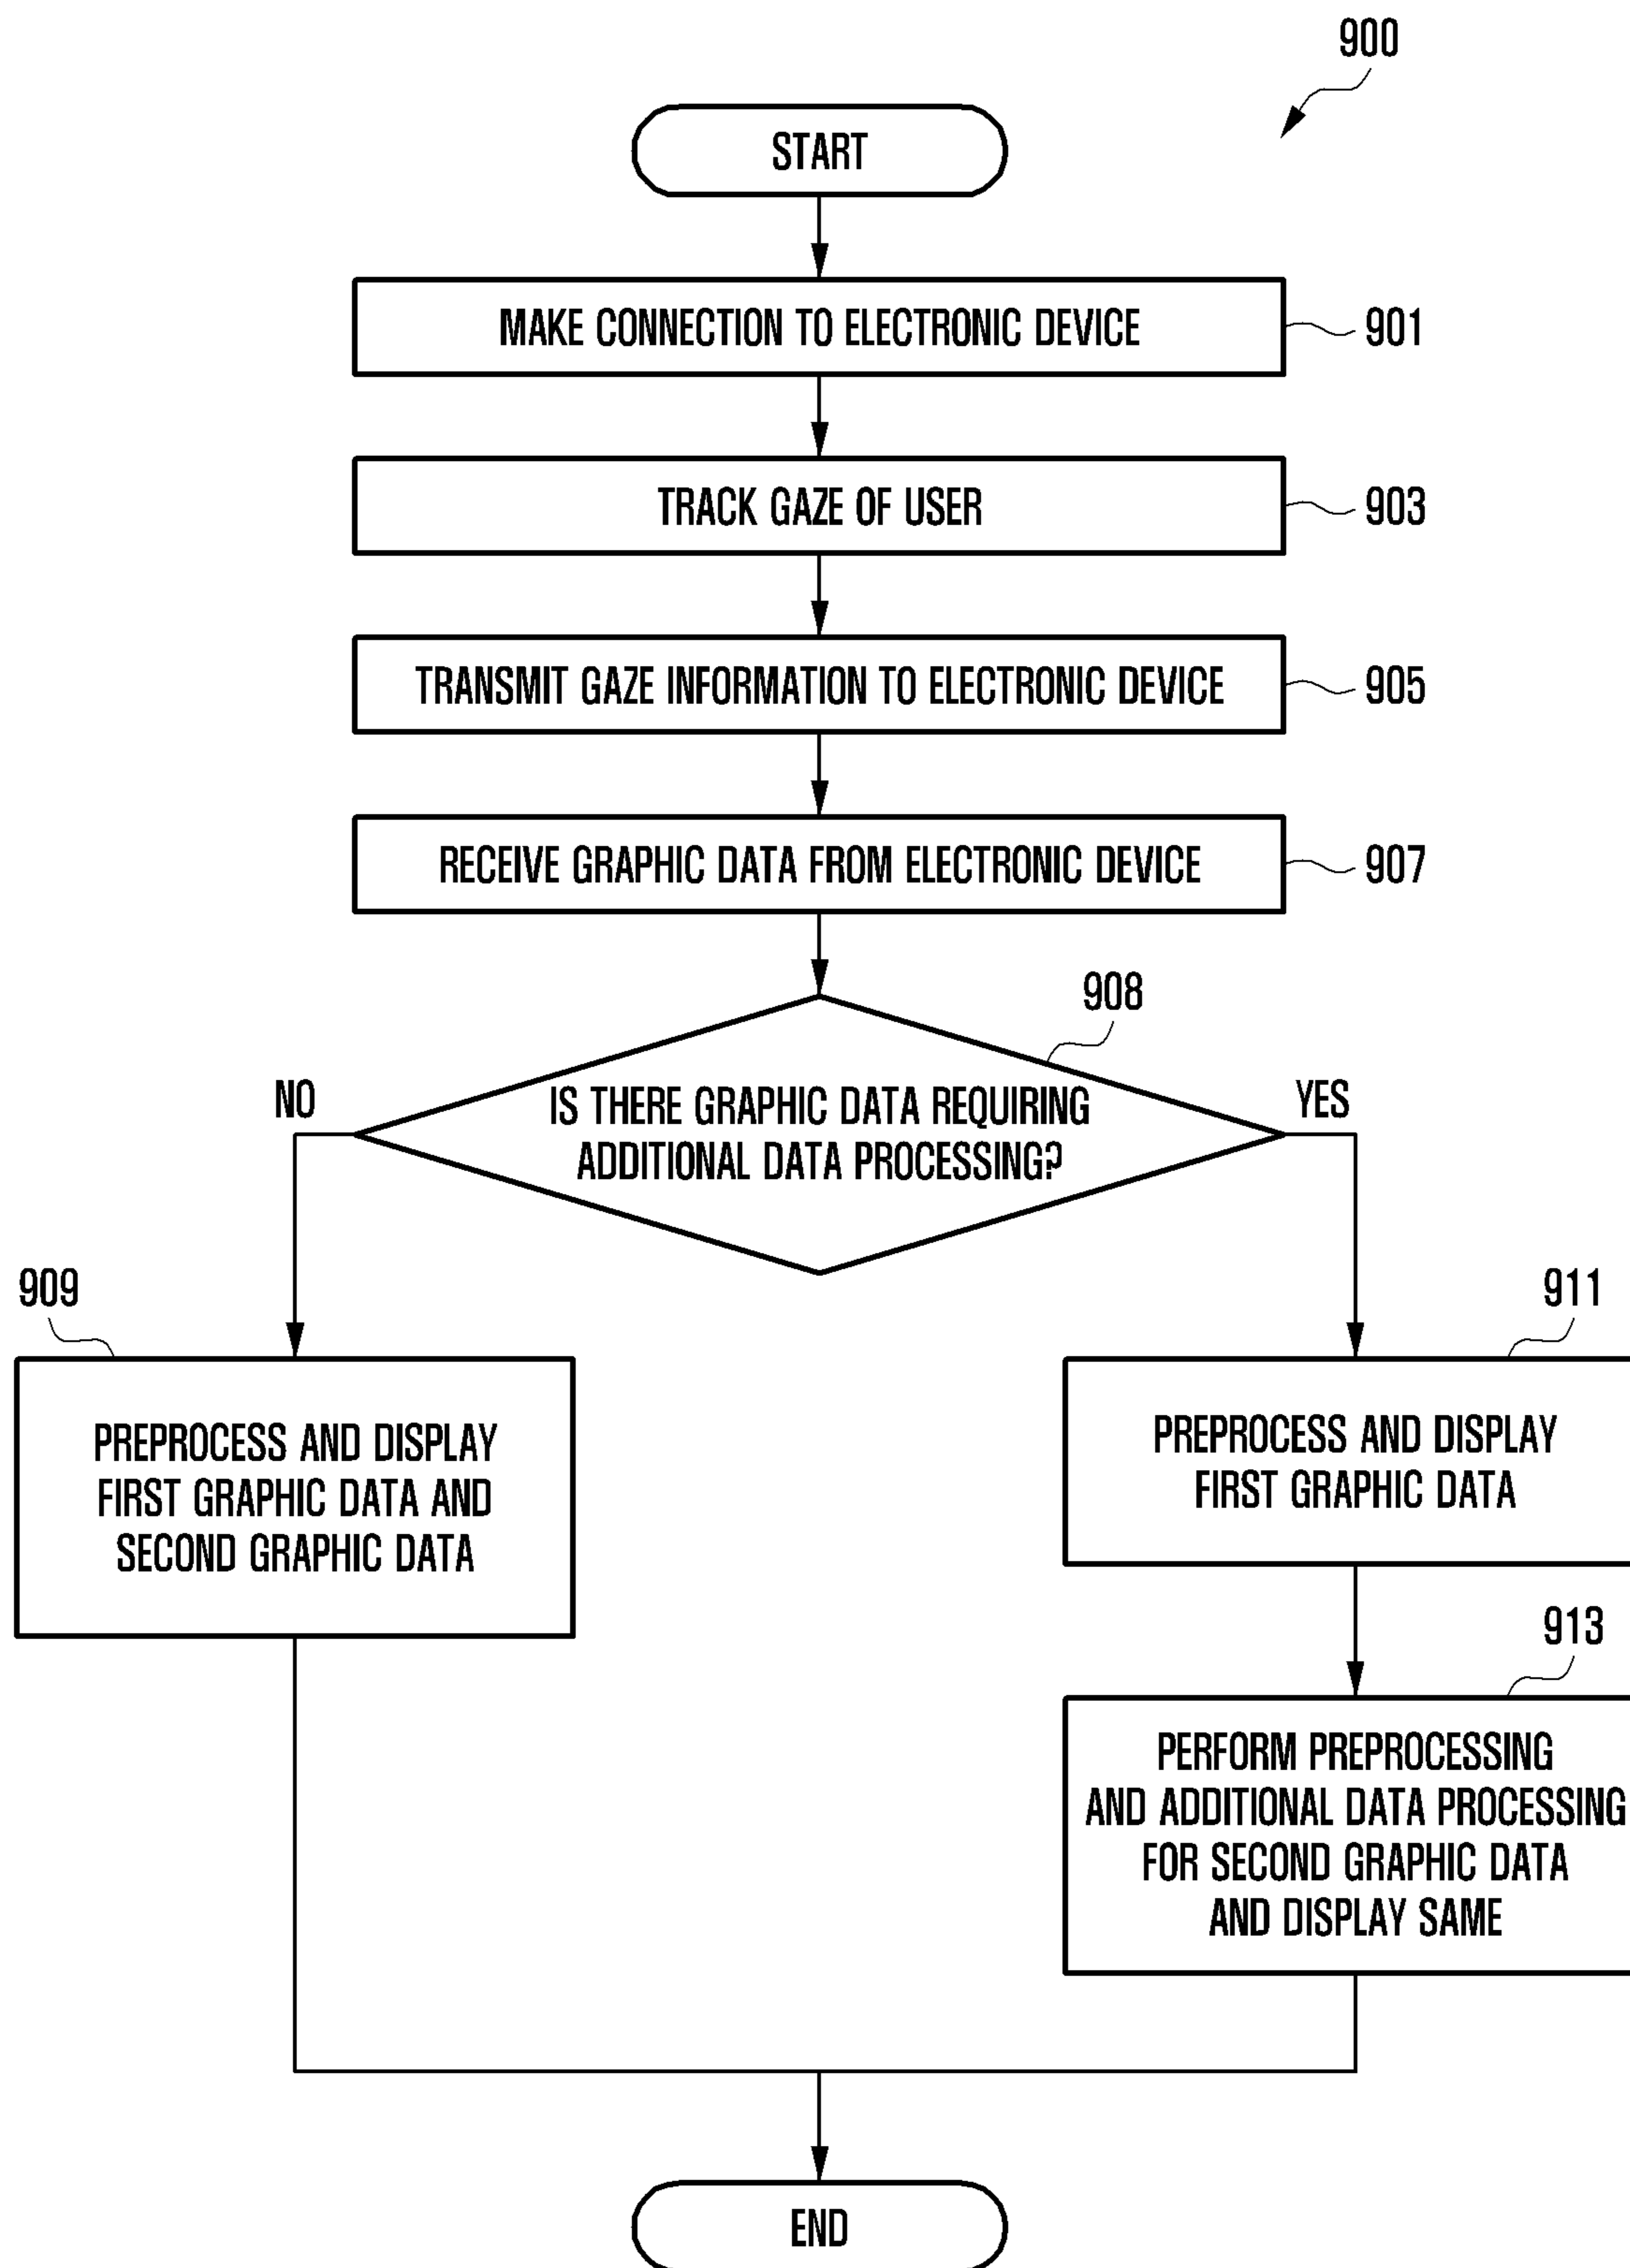 900
START
MAKE CONNECTION TO ELECTRONIC DEVICE
901
TRACK GAZE OF USER
903
TRANSMIT GAZE INFORMATION TO ELECTRONIC DEVICE
905
RECEIVE GRAPHIC DATA FROM ELECTRONIC DEVICE
907
908
NO
IS THERE GRAPHIC DATA REQUIRING
ADDITIONAL DATA PROCESSING?
YES
909
PREPROCESS AND DISPLAY
FIRST GRAPHIC DATA AND
SECOND GRAPHIC DATA
911
PREPROCESS AND DISPLAY
FIRST GRAPHIC DATA
913
PERFORM PREPROCESSING
AND ADDITIONAL DATA PROCESSING
FOR SECOND GRAPHIC DATA
AND DISPLAY SAME
END